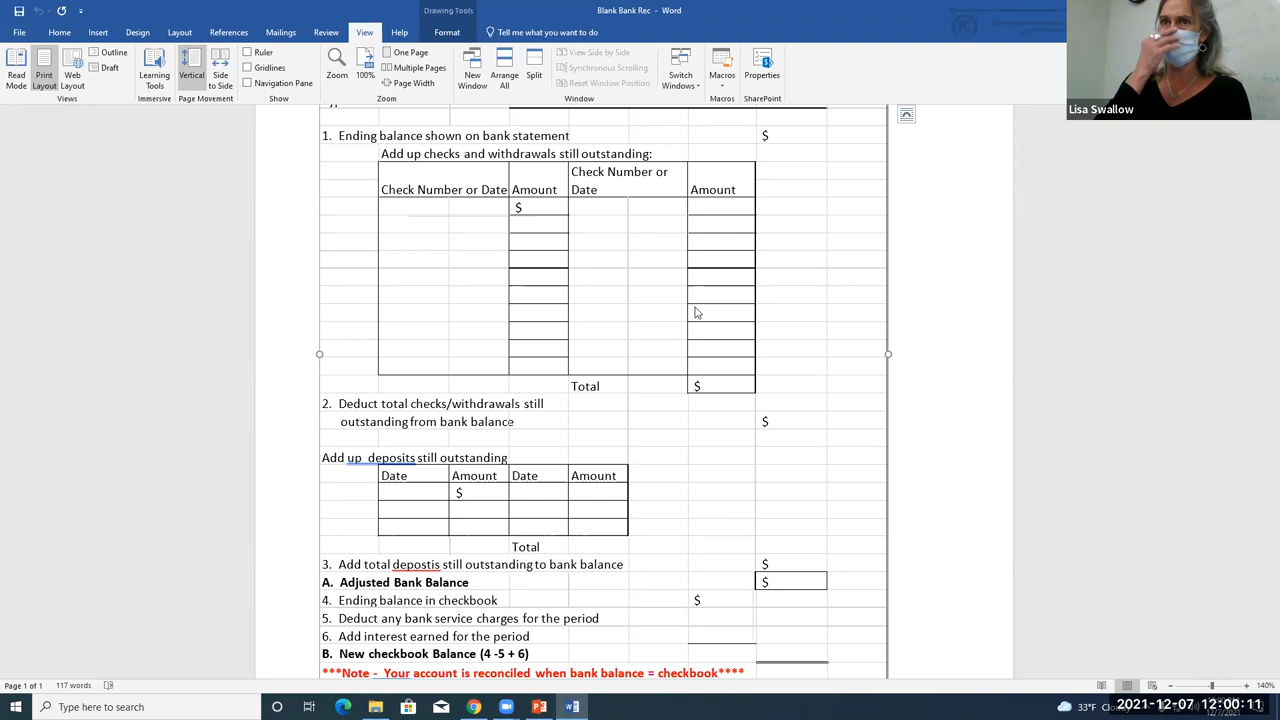 Drawing Tools
Blank Bank Rec - Word
File Home Insert Design Layout References Mailings Review View Help Format Tell me what you want to do
Read Mode
Print Layout
Web Layout
Outline
Draft
Views
Learning Tools
Immersive
Vertical
Side to Side
Page Movement
Ruler
Gridlines
Navigation Pane
Show
Zoom
100%
One Page
Multiple Pages
Page Width
Zoom
New Window
Arrange All
Split
View Side by Side
Synchronous Scrolling
Reset Window Position
Window
Switch Windows
Macros
Macros
Properties
SharePoint
Lisa Swallow
1. Ending balance shown on bank statement $
Add up checks and withdrawals still outstanding:
Check Number or
Check Number or Date Amount Date Amount
$
Total $
2. Deduct total checks/withdrawals still
outstanding from bank balance $
Add up deposits still outstanding
Date Amount Date Amount
$
Total
3. Add total depostis still outstanding to bank balance $
A. Adjusted Bank Balance $
4. Ending balance in checkbook $
5. Deduct any bank service charges for the period
6. Add interest earned for the period
B. New checkbook Balance (4 -5 + 6)
***Note - Your account is reconciled when bank balance = checkbook****
Page 1 of 1 117 words 140%
Type here to search
33°F
2021-12-07 12:00:11